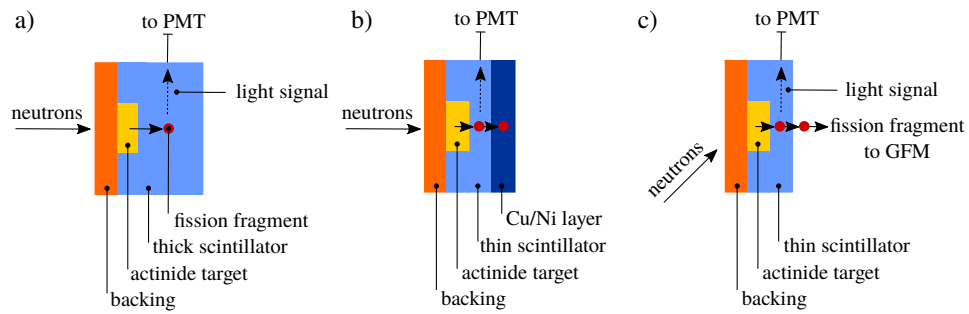 a)
to PMT
light signal
neutrons
fission fragment
thick scintillator
actinide target
backing
b)
to PMT
neutrons
Cu/Ni layer
thin scintillator
actinide target
backing
c)
to PMT
light signal
fission fragment
to GFM
neutrons
thin scintillator
actinide target
backing